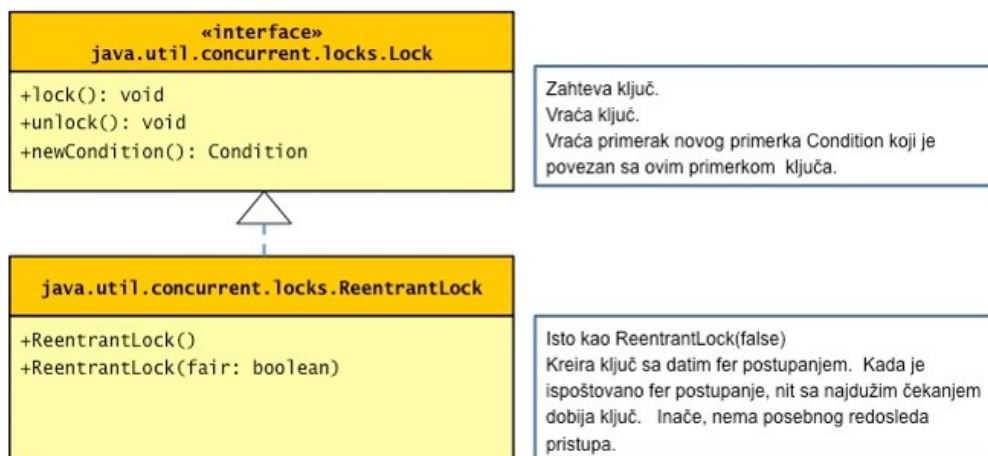 «interface»
java.util.concurrent.locks.Lock
+lock(): void
+unlock(): void
+newCondition(): Condition
Zahteva ključ.
Vraća ključ.
Vraća primerak novog primerka Condition koji je
povezan sa ovim primerkom ključa.
java.util.concurrent.locks.ReentrantLock
+ReentrantLock()
+ReentrantLock(fair: boolean)
Isto kao ReentrantLock(false)
Kreira ključ sa datim fer postupanjem. Kada je
ispoštovano fer postupanje, nit sa najdužim čekanjem
dobija ključ. Inače, nema posebnog redosleda
pristupa.